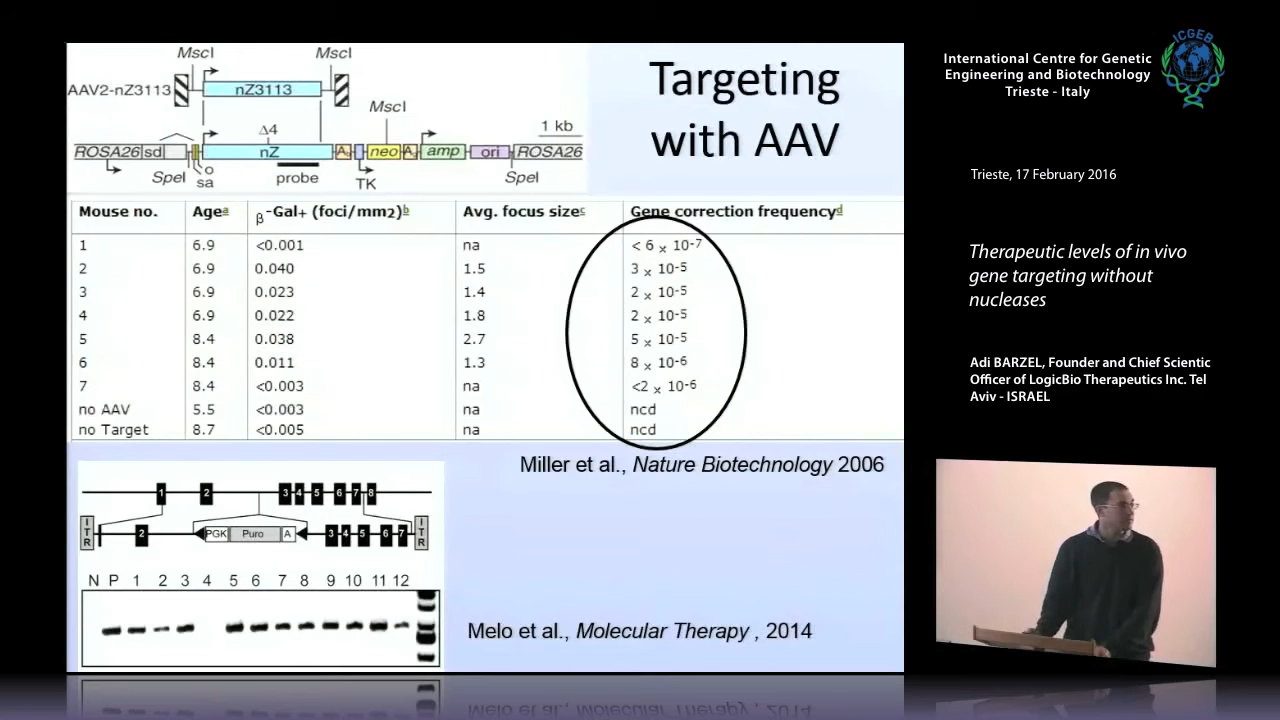 MscI MscI
AAV2-nZ3113 nZ3113
MscI
Δ4 1 kb
ROSA26 sd nZ A neo A amp ori ROSA26
SpeI o sa probe TK SpeI
Targeting
with AAV
Mouse no. Agea β-Gal+ (foci/mm2)b Avg. focus sizec Gene correction frequencyd
1 6.9 <0.001 na < 6 x 10-7
2 6.9 0.040 1.5 3 x 10-5
3 6.9 0.023 1.4 2 x 10-5
4 6.9 0.022 1.8 2 x 10-5
5 8.4 0.038 2.7 5 x 10-5
6 8.4 0.011 1.3 8 x 10-6
7 8.4 <0.003 na <2 x 10-6
no AAV 5.5 <0.003 na ncd
no Target 8.7 <0.005 na ncd
Miller et al., Nature Biotechnology 2006
1 2 3 4 5 6 7 8
ITR 2 PGK Puro A 3 4 5 6 7 ITR
N P 1 2 3 4 5 6 7 8 9 10 11 12
Melo et al., Molecular Therapy , 2014
International Centre for Genetic
Engineering and Biotechnology
Trieste - Italy
ICGEB
Trieste, 17 February 2016
Therapeutic levels of in vivo
gene targeting without
nucleases
Adi BARZEL, Founder and Chief Scientic
Officer of LogicBio Therapeutics Inc. Tel
Aviv - ISRAEL